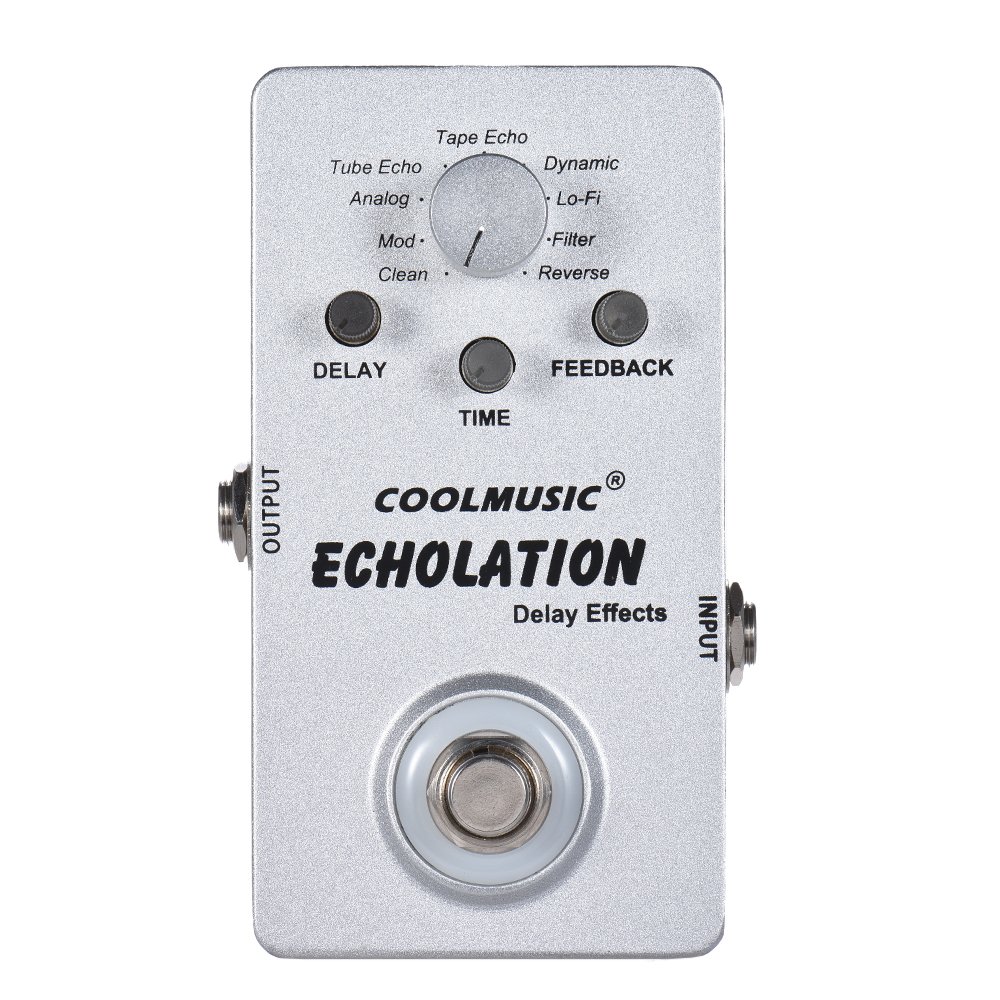 Tape Echo
Tube Echo
Dynamic
Analog
Lo-Fi
Mod
Filter
Clean
Reverse
DELAY
FEEDBACK
TIME
COOLMUSIC®
OUTPUT
ECHOLATION
Delay Effects
INPUT